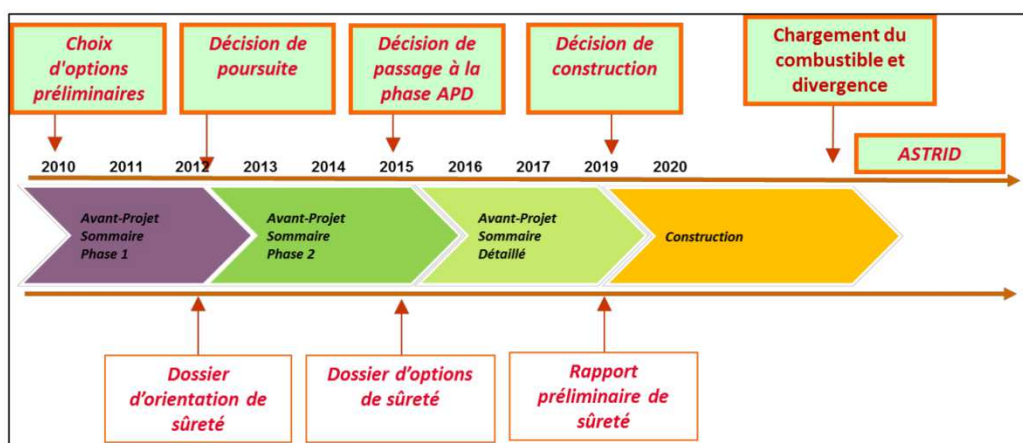 Choix
d'options
préliminaires
Décision de
poursuite
Décision de
passage à la
phase APD
Décision de
construction
Chargement du
combustible et
divergence
ASTRID
2010 2011 2012 2013 2014 2015 2016 2017 2019 2020
Avant-Projet
Sommaire
Phase 1
Avant-Projet
Sommaire
Phase 2
Avant-Projet
Sommaire
Détaillé
Construction
Dossier
d'orientation de
sûreté
Dossier d’options
de sûreté
Rapport
préliminaire de
sûreté